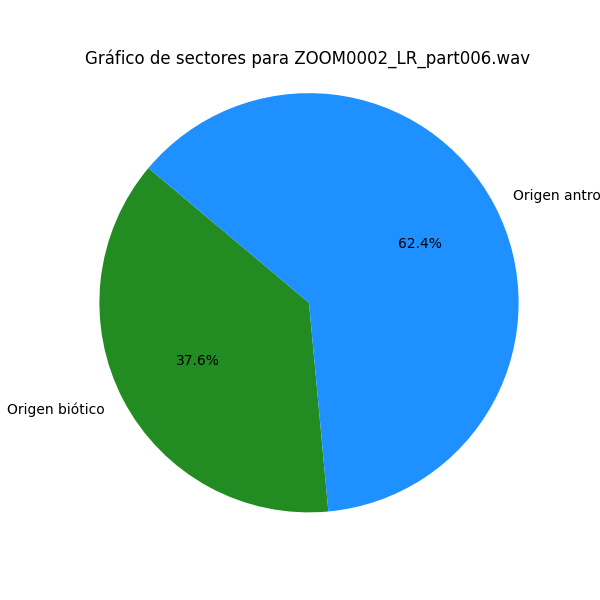 Gráfico de sectores para ZOOM0002_LR_part006.wav
Origen antro
62.4%
37.6%
Origen biótico